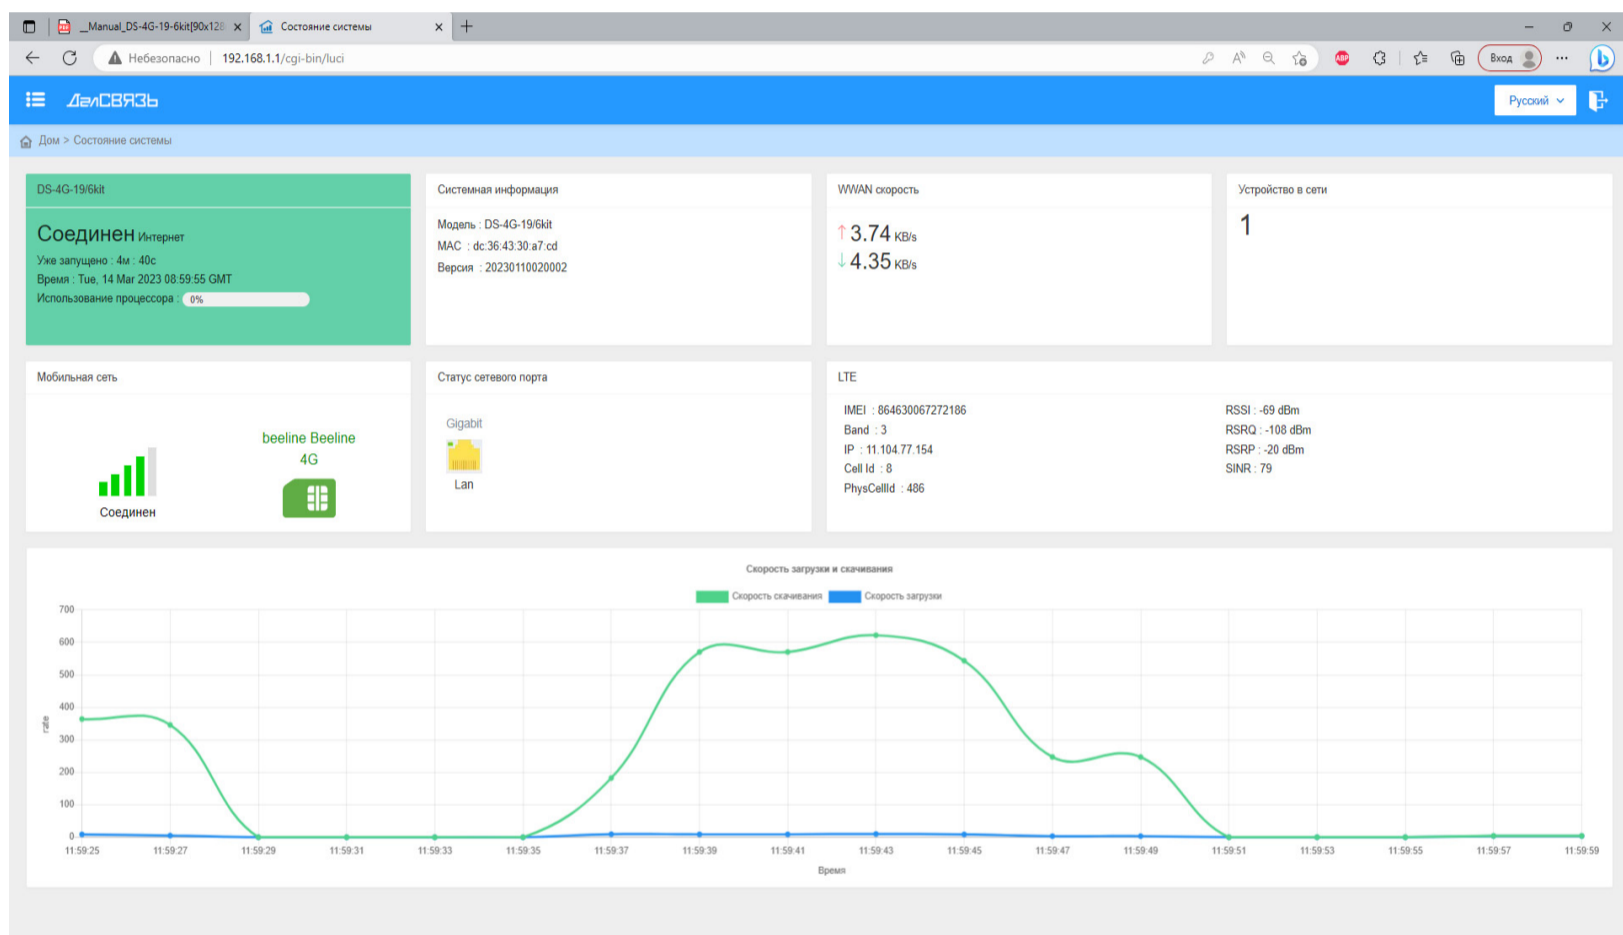 __Manual_DS-4G-19-6kit[90x128
Состояние системы
Небезопасно | 192.168.1.1/cgi-bin/luci
ABP
Вход
ДалСВЯЗЬ
Русский
Дом > Состояние системы
DS-4G-19/6kit
Соединен Интернет
Уже запущено : 4м : 40с
Время : Tue, 14 Mar 2023 08:59:55 GMT
Использование процессора : 0%
Системная информация
Модель : DS-4G-19/6kit
MAC : dc:36:43:30:a7:cd
Версия : 20230110020002
WWAN скорость
↑ 3.74 KB/s
↓ 4.35 KB/s
Устройство в сети
1
Мобильная сеть
Соединен
beeline Beeline
4G
Статус сетевого порта
Gigabit
Lan
LTE
IMEI : 864630067272186
Band : 3
IP : 11.104.77.154
Cell Id : 8
PhysCellId : 486
RSSI : -69 dBm
RSRQ : -108 dBm
RSRP : -20 dBm
SINR : 79
Скорость загрузки и скачивания
Скорость скачивания Скорость загрузки
700
600
500
400
300
200
100
0
rate
11:59:25 11:59:27 11:59:29 11:59:31 11:59:33 11:59:35 11:59:37 11:59:39 11:59:41 11:59:43 11:59:45 11:59:47 11:59:49 11:59:51 11:59:53 11:59:55 11:59:57 11:59:59
Время